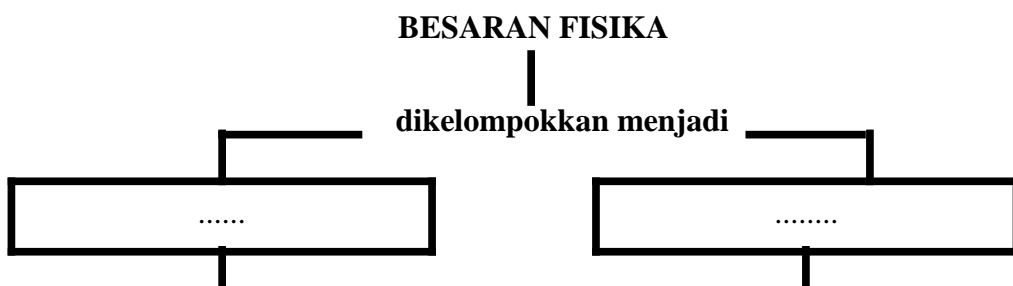 BESARAN FISIKA
dikelompokkan menjadi
...... ........